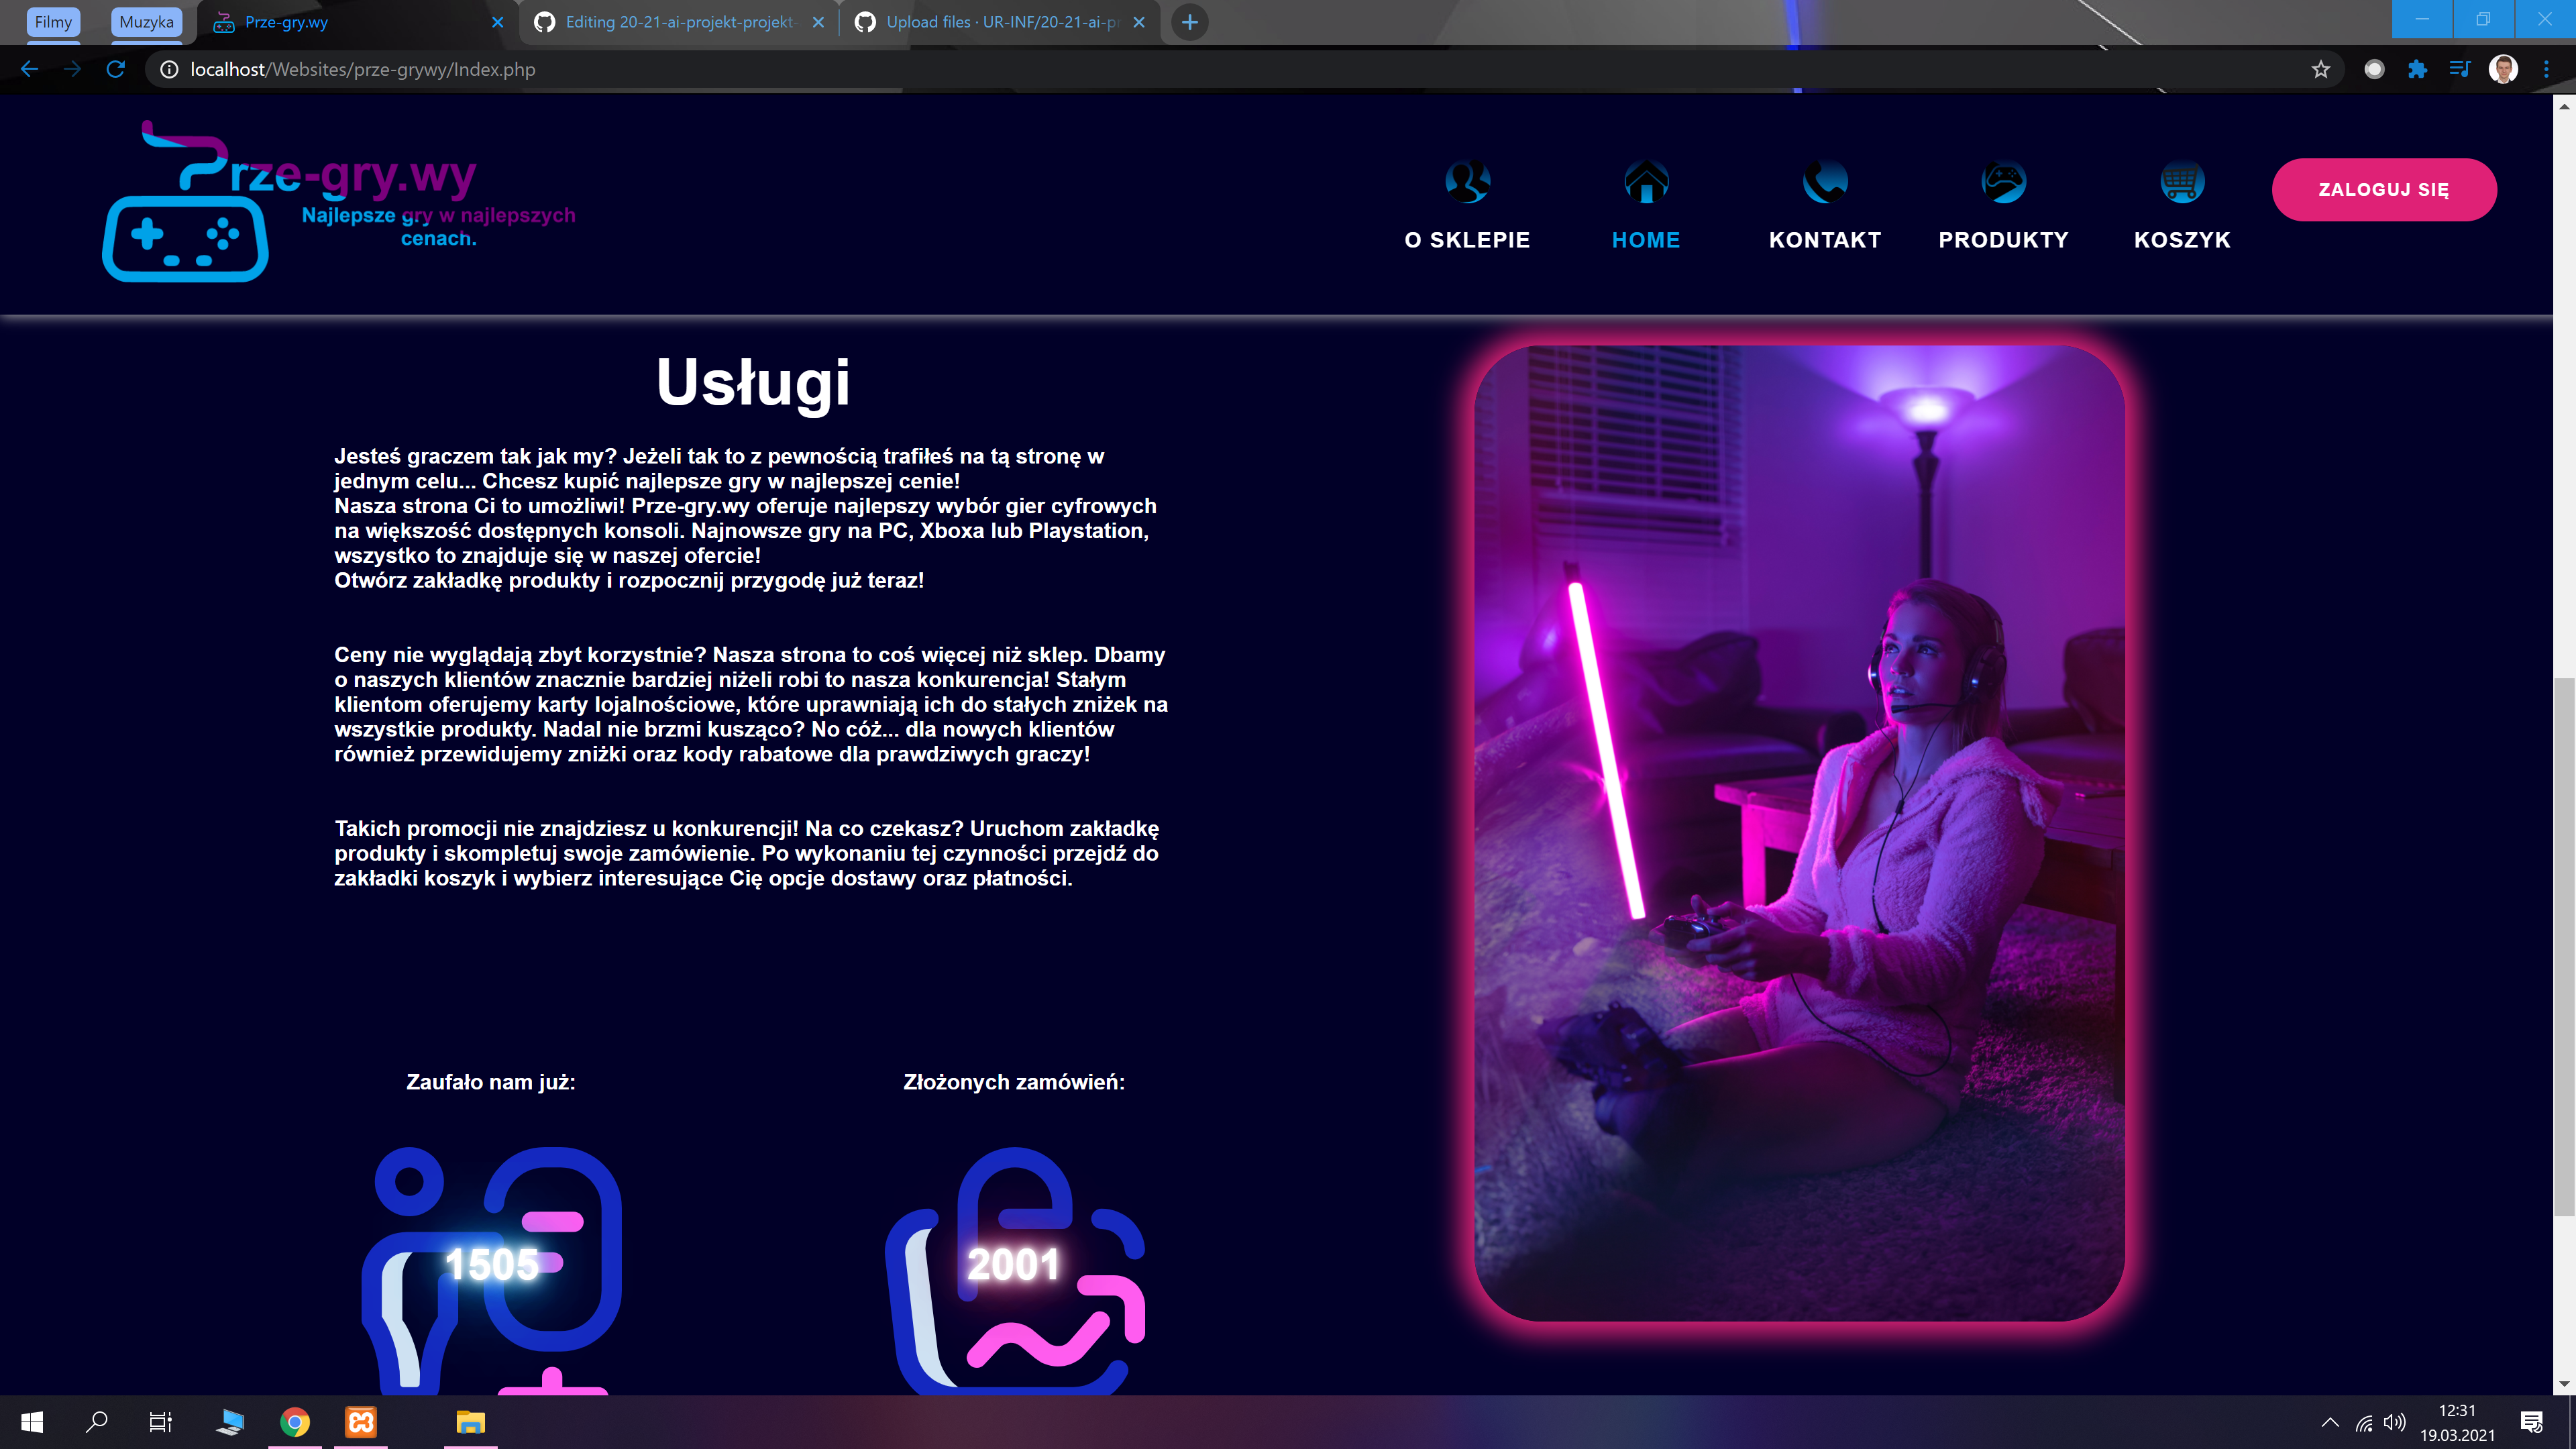 Filmy
Muzyka
Prze-gry.wy
Editing 20-21-ai-projekt-projekt-
Upload files · UR-INF/20-21-ai-pr
localhost/Websites/prze-grywy/Index.php
Prze-gry.wy
Najlepsze gry w najlepszych
cenach.
O SKLEPIE
HOME
KONTAKT
PRODUKTY
KOSZYK
ZALOGUJ SIĘ
Usługi
Jesteś graczem tak jak my? Jeżeli tak to z pewnością trafiłeś na tą stronę w
jednym celu... Chcesz kupić najlepsze gry w najlepszej cenie!
Nasza strona Ci to umożliwi! Prze-gry.wy oferuje najlepszy wybór gier cyfrowych
na większość dostępnych konsoli. Najnowsze gry na PC, Xboxa lub Playstation,
wszystko to znajduje się w naszej ofercie!
Otwórz zakładkę produkty i rozpocznij przygodę już teraz!
Ceny nie wyglądają zbyt korzystnie? Nasza strona to coś więcej niż sklep. Dbamy
o naszych klientów znacznie bardziej niżeli robi to nasza konkurencja! Stałym
klientom oferujemy karty lojalnościowe, które uprawniają ich do stałych zniżek na
wszystkie produkty. Nadal nie brzmi kusząco? No cóż... dla nowych klientów
również przewidujemy zniżki oraz kody rabatowe dla prawdziwych graczy!
Takich promocji nie znajdziesz u konkurencji! Na co czekasz? Uruchom zakładkę
produkty i skompletuj swoje zamówienie. Po wykonaniu tej czynności przejdź do
zakładki koszyk i wybierz interesujące Cię opcje dostawy oraz płatności.
Zaufało nam już:
Złożonych zamówień:
1505
2001
12:31
19.03.2021